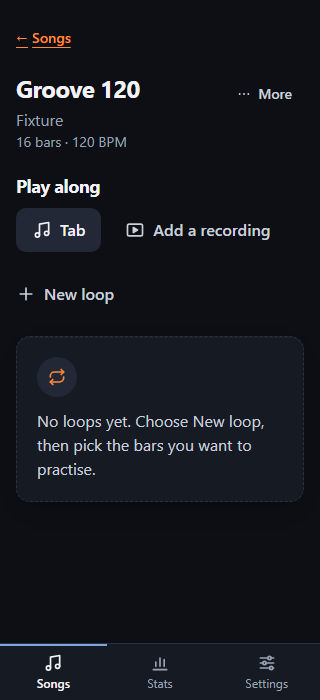 ← Songs
Groove 120
··· More
Fixture
16 bars · 120 BPM
Play along
Tab
Add a recording
New loop
No loops yet. Choose New loop,
then pick the bars you want to
practise.
Songs
Stats
Settings